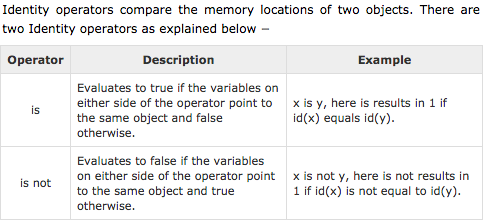 Identity operators compare the memory locations of two objects. There are
two Identity operators as explained below −
Operator Description Example
is
Evaluates to true if the variables on
either side of the operator point to
the same object and false
otherwise.
x is y, here is results in 1 if
id(x) equals id(y).
is not
Evaluates to false if the variables
on either side of the operator point
to the same object and true
otherwise.
x is not y, here is not results in
1 if id(x) is not equal to id(y).